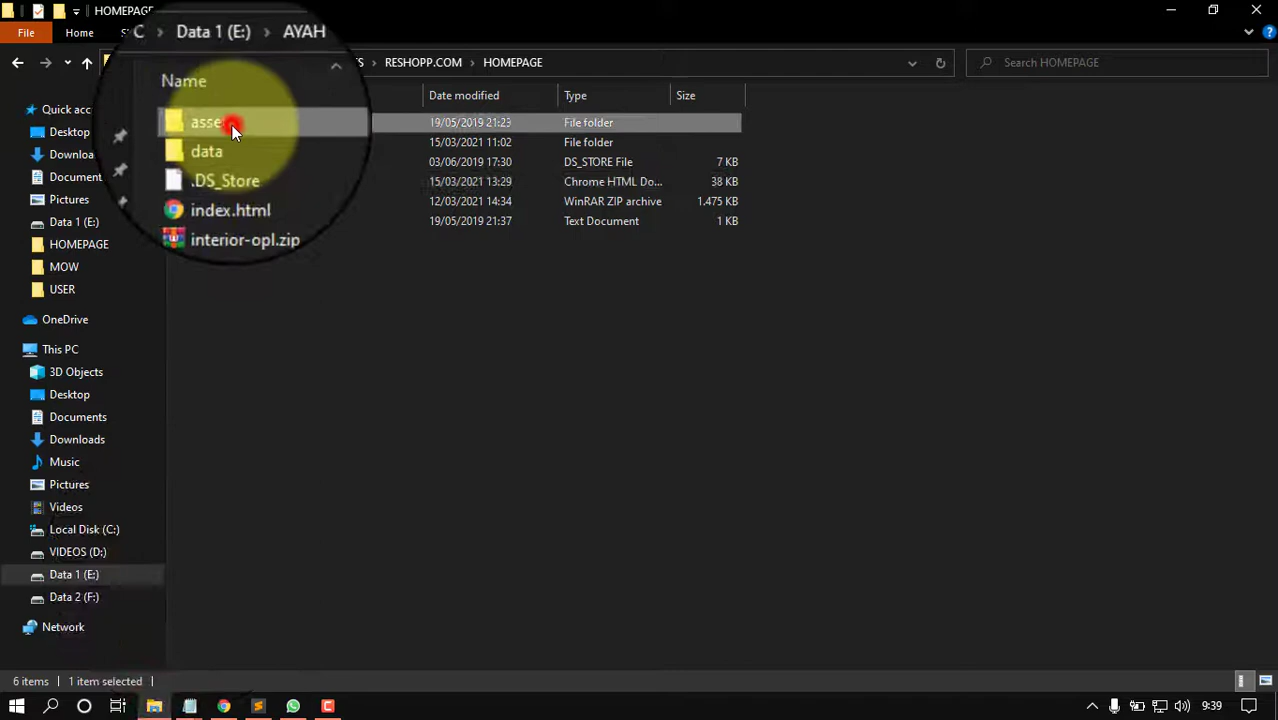 HOMEPAGE
File
Home
C > Data 1 (E:) > AYAH
RESHOPP.COM > HOMEPAGE
Search HOMEPAGE
Name
Date modified
Type
Size
19/05/2019 21:23
File folder
data
15/03/2021 11:02
File folder
.DS_Store
03/06/2019 17:30
DS_STORE File
7 KB
index.html
15/03/2021 13:29
Chrome HTML Do...
38 KB
interior-opl.zip
12/03/2021 14:34
WinRAR ZIP archive
1.475 KB
19/05/2019 21:37
Text Document
1 KB
Quick acc
Desktop
Downloa
Document
Pictures
Data 1 (E:)
HOMEPAGE
MOW
USER
OneDrive
This PC
3D Objects
Desktop
Documents
Downloads
Music
Pictures
Videos
Local Disk (C:)
VIDEOS (D:)
Data 1 (E:)
Data 2 (F:)
Network
6 items
1 item selected
9:39